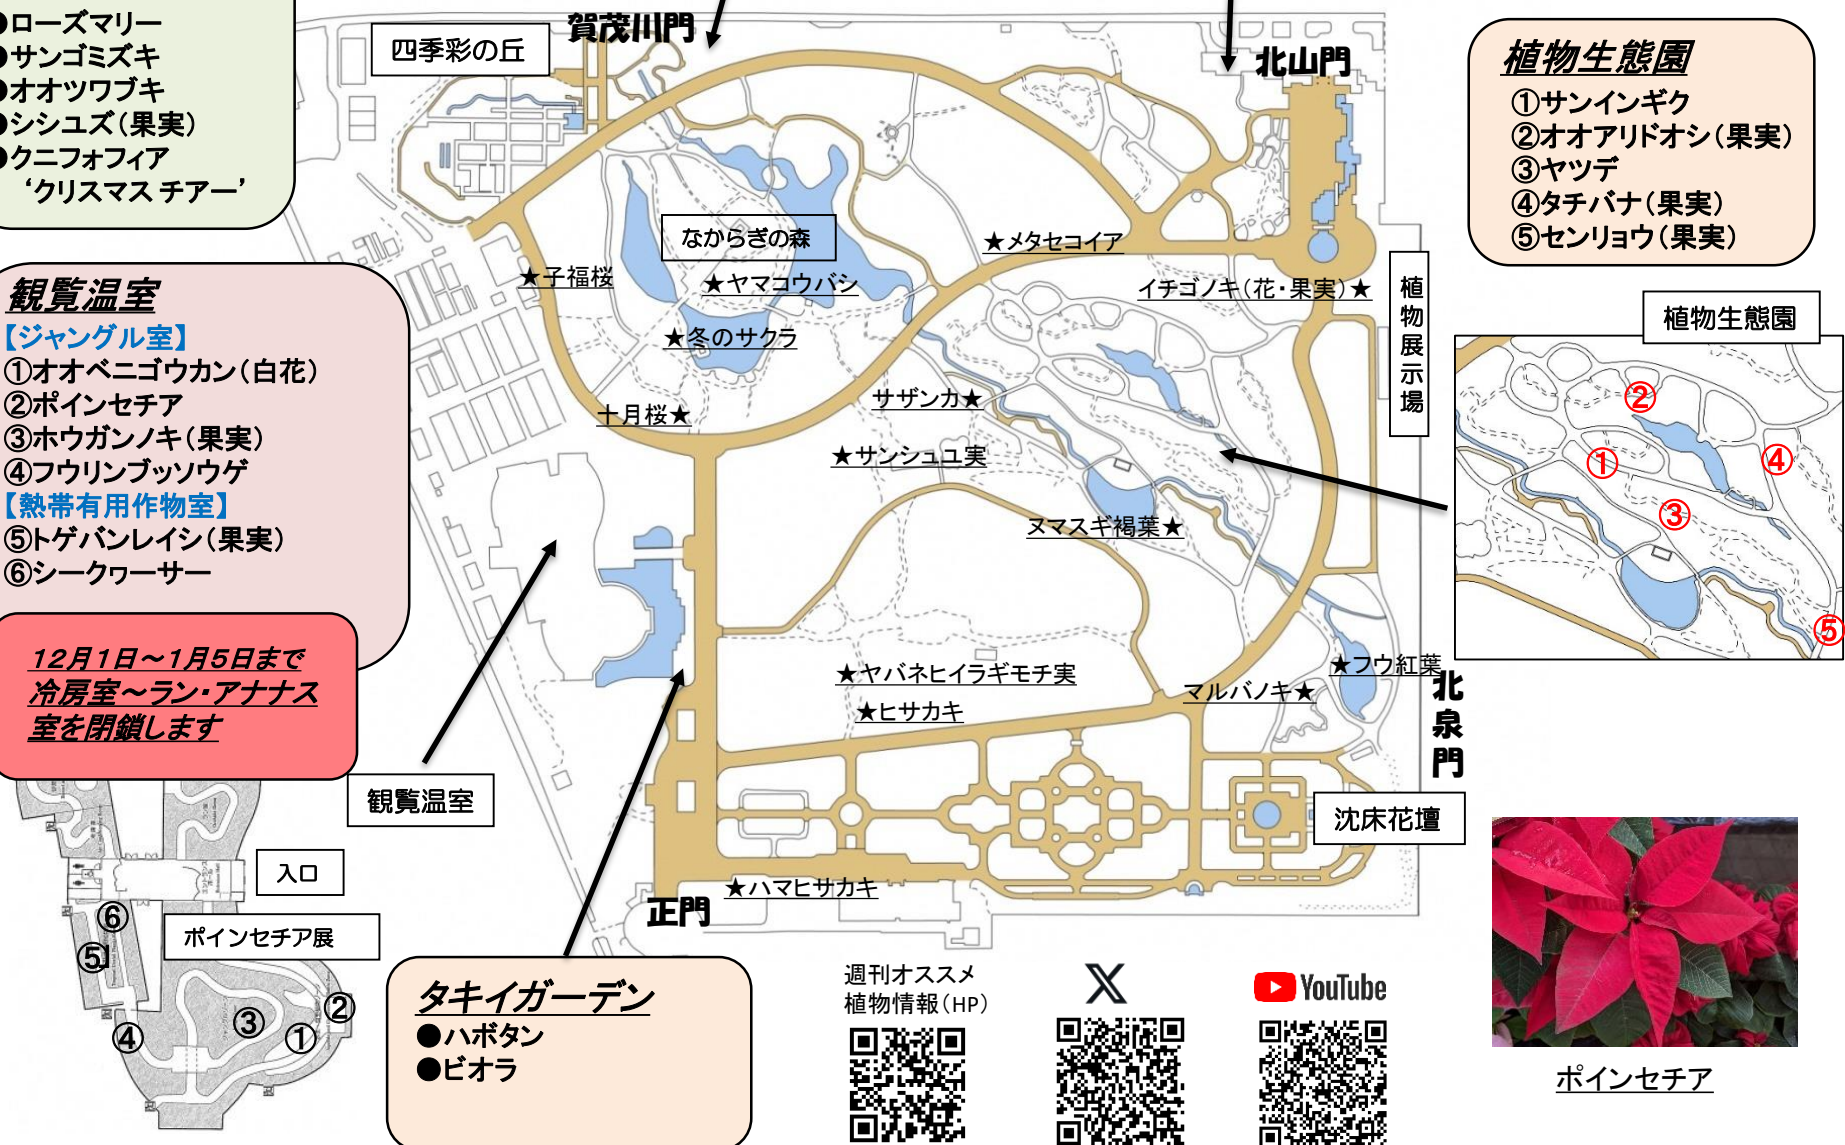 ●ローズマリー
●サンゴミズキ
●オオツワブキ
●シシユズ（果実）
●クニフォフィア
‘クリスマス チアー’
観覧温室
【ジャングル室】
①オオベニゴウカン（白花）
②ポインセチア
③ホウガンノキ（果実）
④フウリンブッソウゲ
【熱帯有用作物室】
⑤トゲバンレイシ（果実）
⑥シークヮーサー
12月1日～1月5日まで
冷房室～ラン・アナナス
室を閉鎖します
入口
ポインセチア展
⑥
⑤
④
③
①
②
四季彩の丘
賀茂川門
北山門
なからぎの森
★メタセコイア
★子福桜
★ヤマコウバシ
イチゴノキ（花・果実）★
★冬のサクラ
植物展示場
サザンカ★
十月桜★
★サンシュユ実
ヌマスギ褐葉★
★ヤバネヒイラギモチ実
★フウ紅葉
マルバノキ★
★ヒサカキ
北泉門
観覧温室
沈床花壇
★ハマヒサカキ
正門
タキイガーデン
●ハボタン
●ビオラ
週刊オススメ
植物情報（HP）
X
YouTube
植物生態園
①サンインギク
②オオアリドオシ（果実）
③ヤツデ
④タチバナ（果実）
⑤センリョウ（果実）
植物生態園
②
①
④
③
⑤
ポインセチア